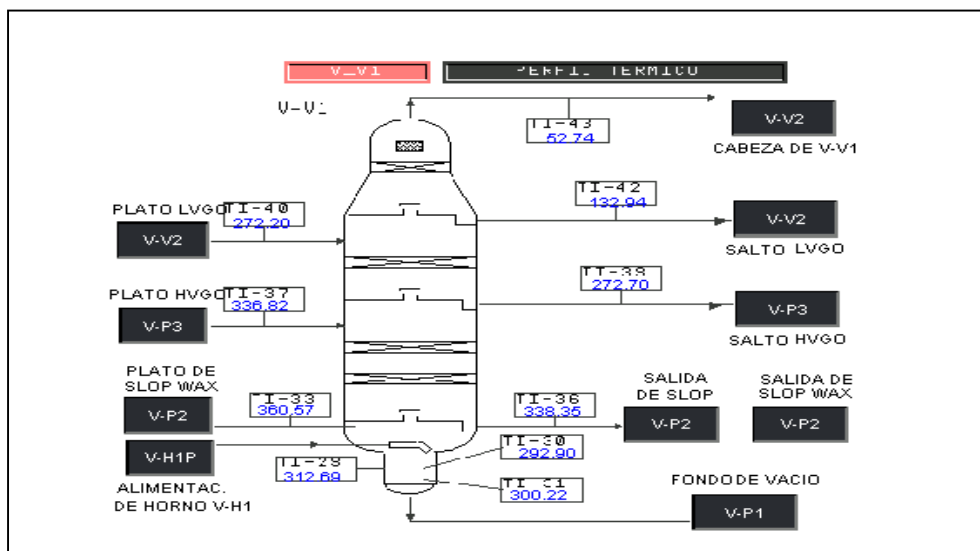 V-V1
PERFIL TERMICO
V-V1
TI-43
52.74
V-V2
CABEZA DE V-V1
PLATO LVGO
TI-40
272.20
V-V2
TI-42
132.94
V-V2
SALTO LVGO
PLATO HVGO
TI-37
336.82
V-P3
TI-38
272.70
V-P3
SALTO HVGO
PLATO DE
SLOP WAX
TI-33
360.57
V-P2
TI-36
338.35
SALIDA
DE SLOP
V-P2
SALIDA DE
SLOP WAX
V-P2
V-H1P
ALIMENTAC.
DE HORNO V-H1
312.69
TI-30
292.90
300.22
FONDO DE VACIO
V-P1